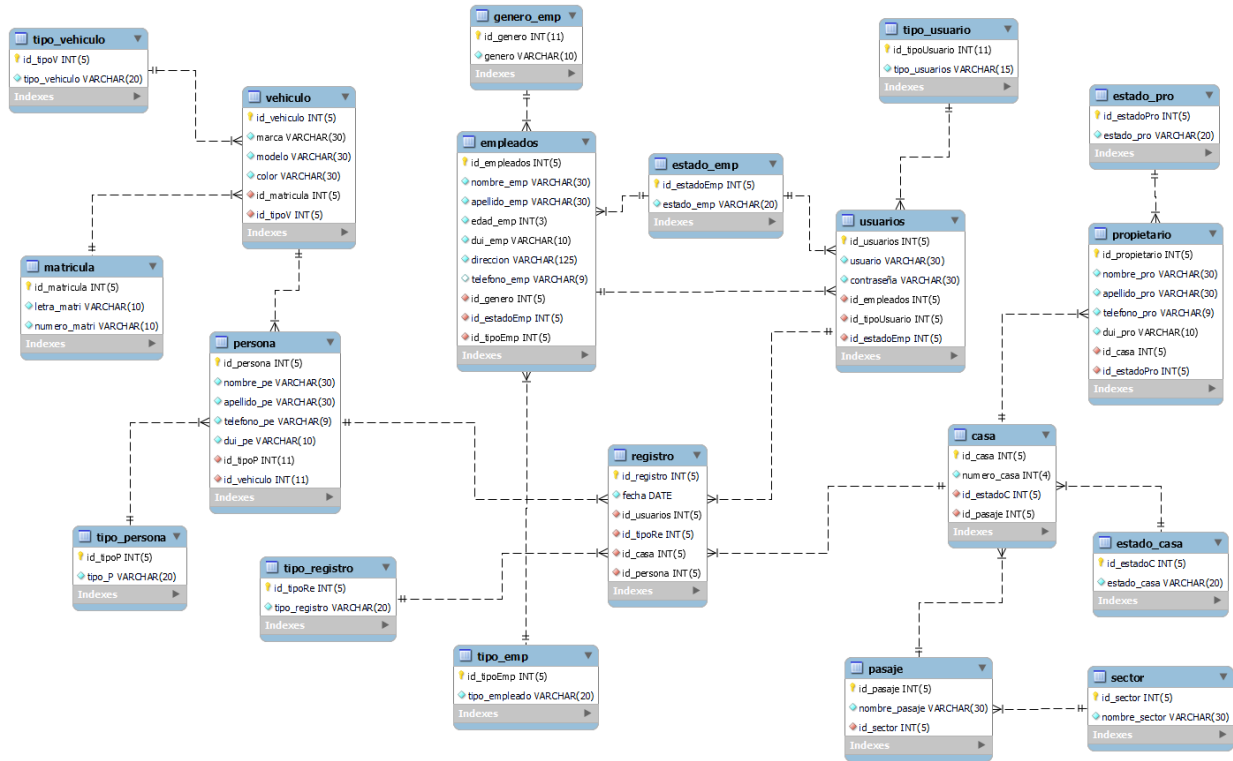 tipo_vehiculo
id_tipoV INT(5)
tipo_vehiculo VARCHAR(20)
Indexes
genero_emp
id_genero INT(11)
genero VARCHAR(10)
Indexes
tipo_usuario
id_tipoUsuario INT(11)
tipo_usuarios VARCHAR(15)
Indexes
vehiculo
id_vehiculo INT(5)
marca VARCHAR(30)
modelo VARCHAR(30)
color VARCHAR(30)
id_matricula INT(5)
id_tipoV INT(5)
Indexes
estado_pro
id_estadoPro INT(5)
estado_pro VARCHAR(20)
Indexes
empleados
id_empleados INT(5)
nombre_emp VARCHAR(30)
apellido_emp VARCHAR(30)
edad_emp INT(3)
dui_emp VARCHAR(10)
direccion VARCHAR(125)
telefono_emp VARCHAR(9)
id_genero INT(5)
id_estadoEmp INT(5)
id_tipoEmp INT(5)
Indexes
estado_emp
id_estadoEmp INT(5)
estado_emp VARCHAR(20)
Indexes
usuarios
id_usuarios INT(5)
usuario VARCHAR(30)
contraseña VARCHAR(30)
id_empleados INT(5)
id_tipoUsuario INT(5)
id_estadoEmp INT(5)
Indexes
propietario
id_propietario INT(5)
nombre_pro VARCHAR(30)
apellido_pro VARCHAR(30)
telefono_pro VARCHAR(9)
dui_pro VARCHAR(10)
id_casa INT(5)
id_estadoPro INT(5)
Indexes
matricula
id_matricula INT(5)
letra_matri VARCHAR(10)
numero_matri VARCHAR(10)
Indexes
persona
id_persona INT(5)
nombre_pe VARCHAR(30)
apellido_pe VARCHAR(30)
telefono_pe VARCHAR(9)
dui_pe VARCHAR(10)
id_tipoP INT(11)
id_vehiculo INT(11)
Indexes
registro
id_registro INT(5)
fecha DATE
id_usuarios INT(5)
id_tipoRe INT(5)
id_casa INT(5)
id_persona INT(5)
Indexes
casa
id_casa INT(5)
numero_casa INT(4)
id_estadoC INT(5)
id_pasaje INT(5)
Indexes
tipo_persona
id_tipoP INT(5)
tipo_P VARCHAR(20)
Indexes
tipo_registro
id_tipoRe INT(5)
tipo_registro VARCHAR(20)
Indexes
estado_casa
id_estadoC INT(5)
estado_casa VARCHAR(20)
Indexes
tipo_emp
id_tipoEmp INT(5)
tipo_empleado VARCHAR(20)
Indexes
pasaje
id_pasaje INT(5)
nombre_pasaje VARCHAR(30)
id_sector INT(5)
Indexes
sector
id_sector INT(5)
nombre_sector VARCHAR(30)
Indexes